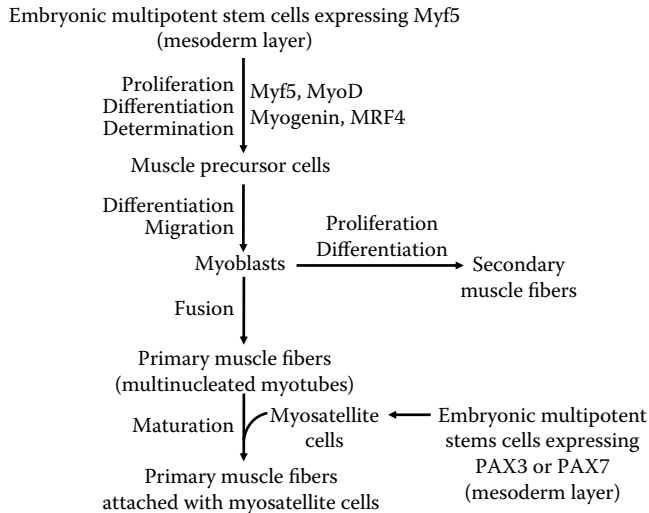 Embryonic multipotent stem cells expressing Myf5
(mesoderm layer)
Proliferation
Differentiation
Determination
Myf5, MyoD
Myogenin, MRF4
Muscle precursor cells
Differentiation
Migration
Proliferation
Differentiation
Myoblasts
Secondary
muscle fibers
Fusion
Primary muscle fibers
(multinucleated myotubes)
Maturation
Myosatellite
cells
Embryonic multipotent
stems cells expressing
PAX3 or PAX7
(mesoderm layer)
Primary muscle fibers
attached with myosatellite cells